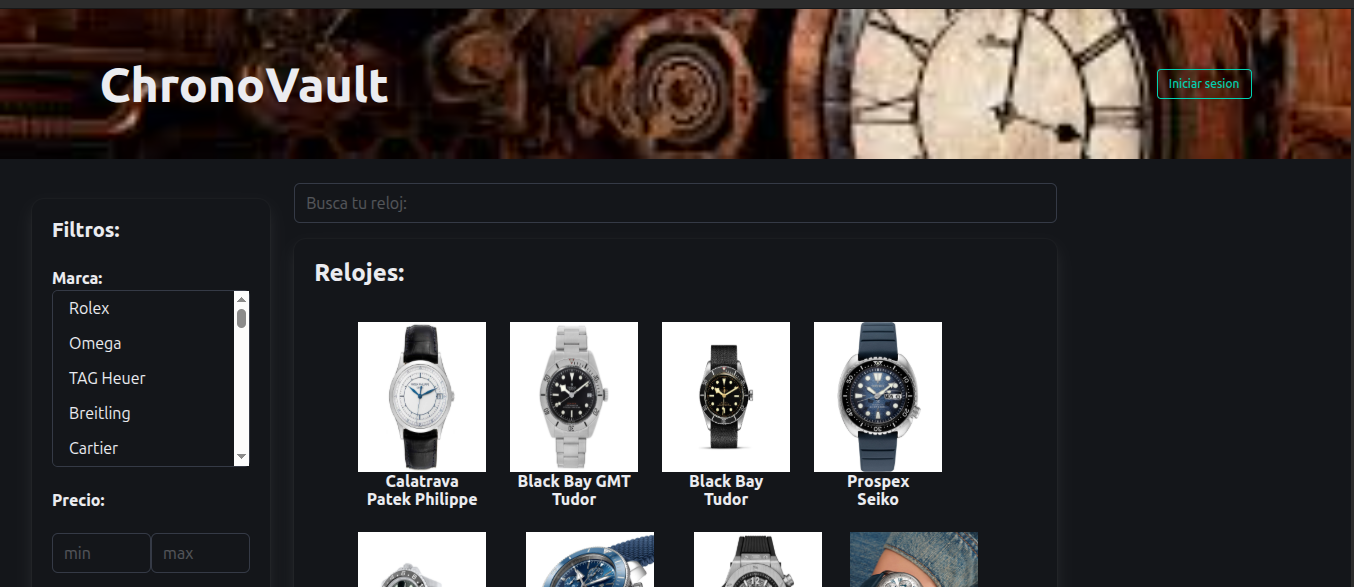 ChronoVault
Iniciar sesion
Busca tu reloj:
Filtros:
Marca:
Rolex
Omega
TAG Heuer
Breitling
Cartier
Precio:
min max
Relojes:
Calatrava
Patek Philippe
Black Bay GMT
Tudor
Black Bay
Tudor
Prospex
Seiko